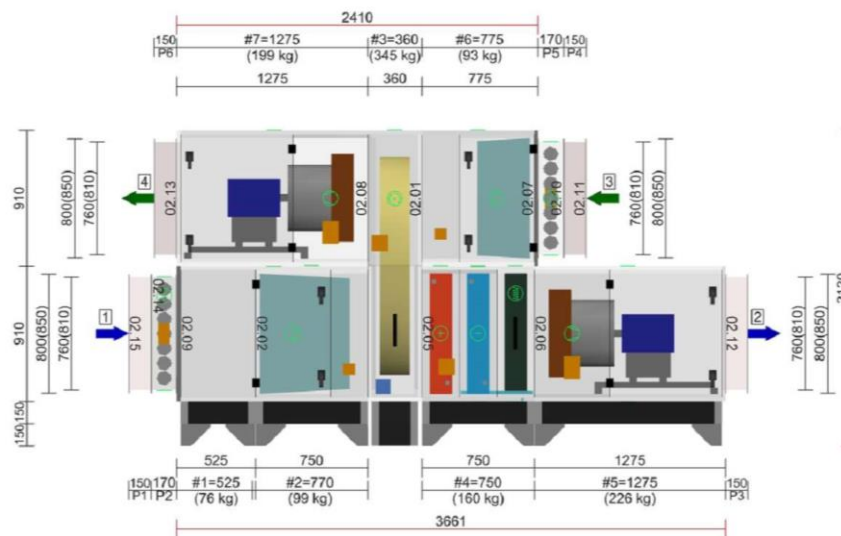 2410
150 #7=1275 #3=360 #6=775 170 150
P6 (199 kg) (345 kg) (93 kg) P5 P4
1275 360 775
910 800(850) 760(810) 4 02.13 02.08 02.01 02.07 02.10 02.11 3 760(810) 800(850)
910 800(850) 760(810) 1 02.15 02.14 02.09 02.02 02.05 02.06 02.12 2 760(810) 800(850)
150 150
525 750 750 1275
150 170 #1=525 #2=770 #4=750 #5=1275 150
P1 P2 (76 kg) (99 kg) (160 kg) (226 kg) P3
3661